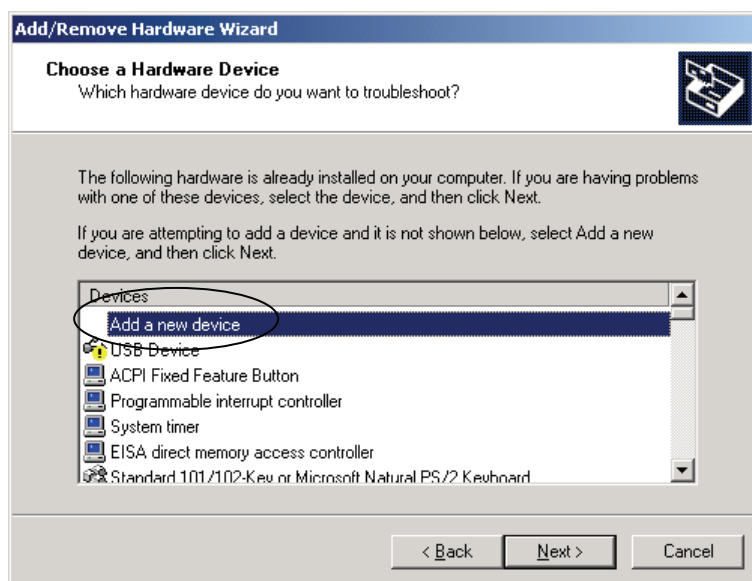 Add/Remove Hardware Wizard
Choose a Hardware Device
Which hardware device do you want to troubleshoot?
The following hardware is already installed on your computer. If you are having problems
with one of these devices, select the device, and then click Next.
If you are attempting to add a device and it is not shown below, select Add a new
device, and then click Next.
Devices
Add a new device
USB Device
ACPI Fixed Feature Button
Programmable interrupt controller
System timer
EISA direct memory access controller
Standard 101/102-Key or Microsoft Natural PS/2 Keyboard
< Back Next > Cancel